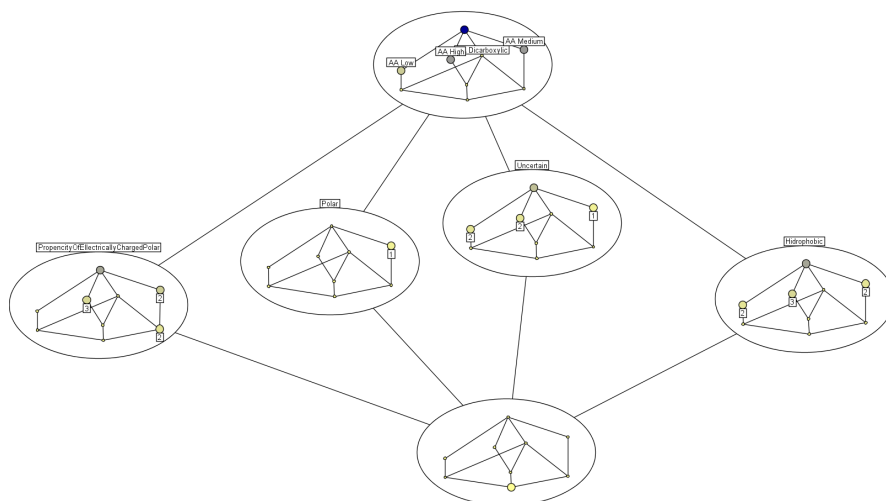 AA Medium
AA High
Dicarboxylic
AA Low
Uncertain
Polar
1
2
2
PropencityOfEllectricallyChargedPolar
Hidrophobic
1
2
3
2
2
3
2